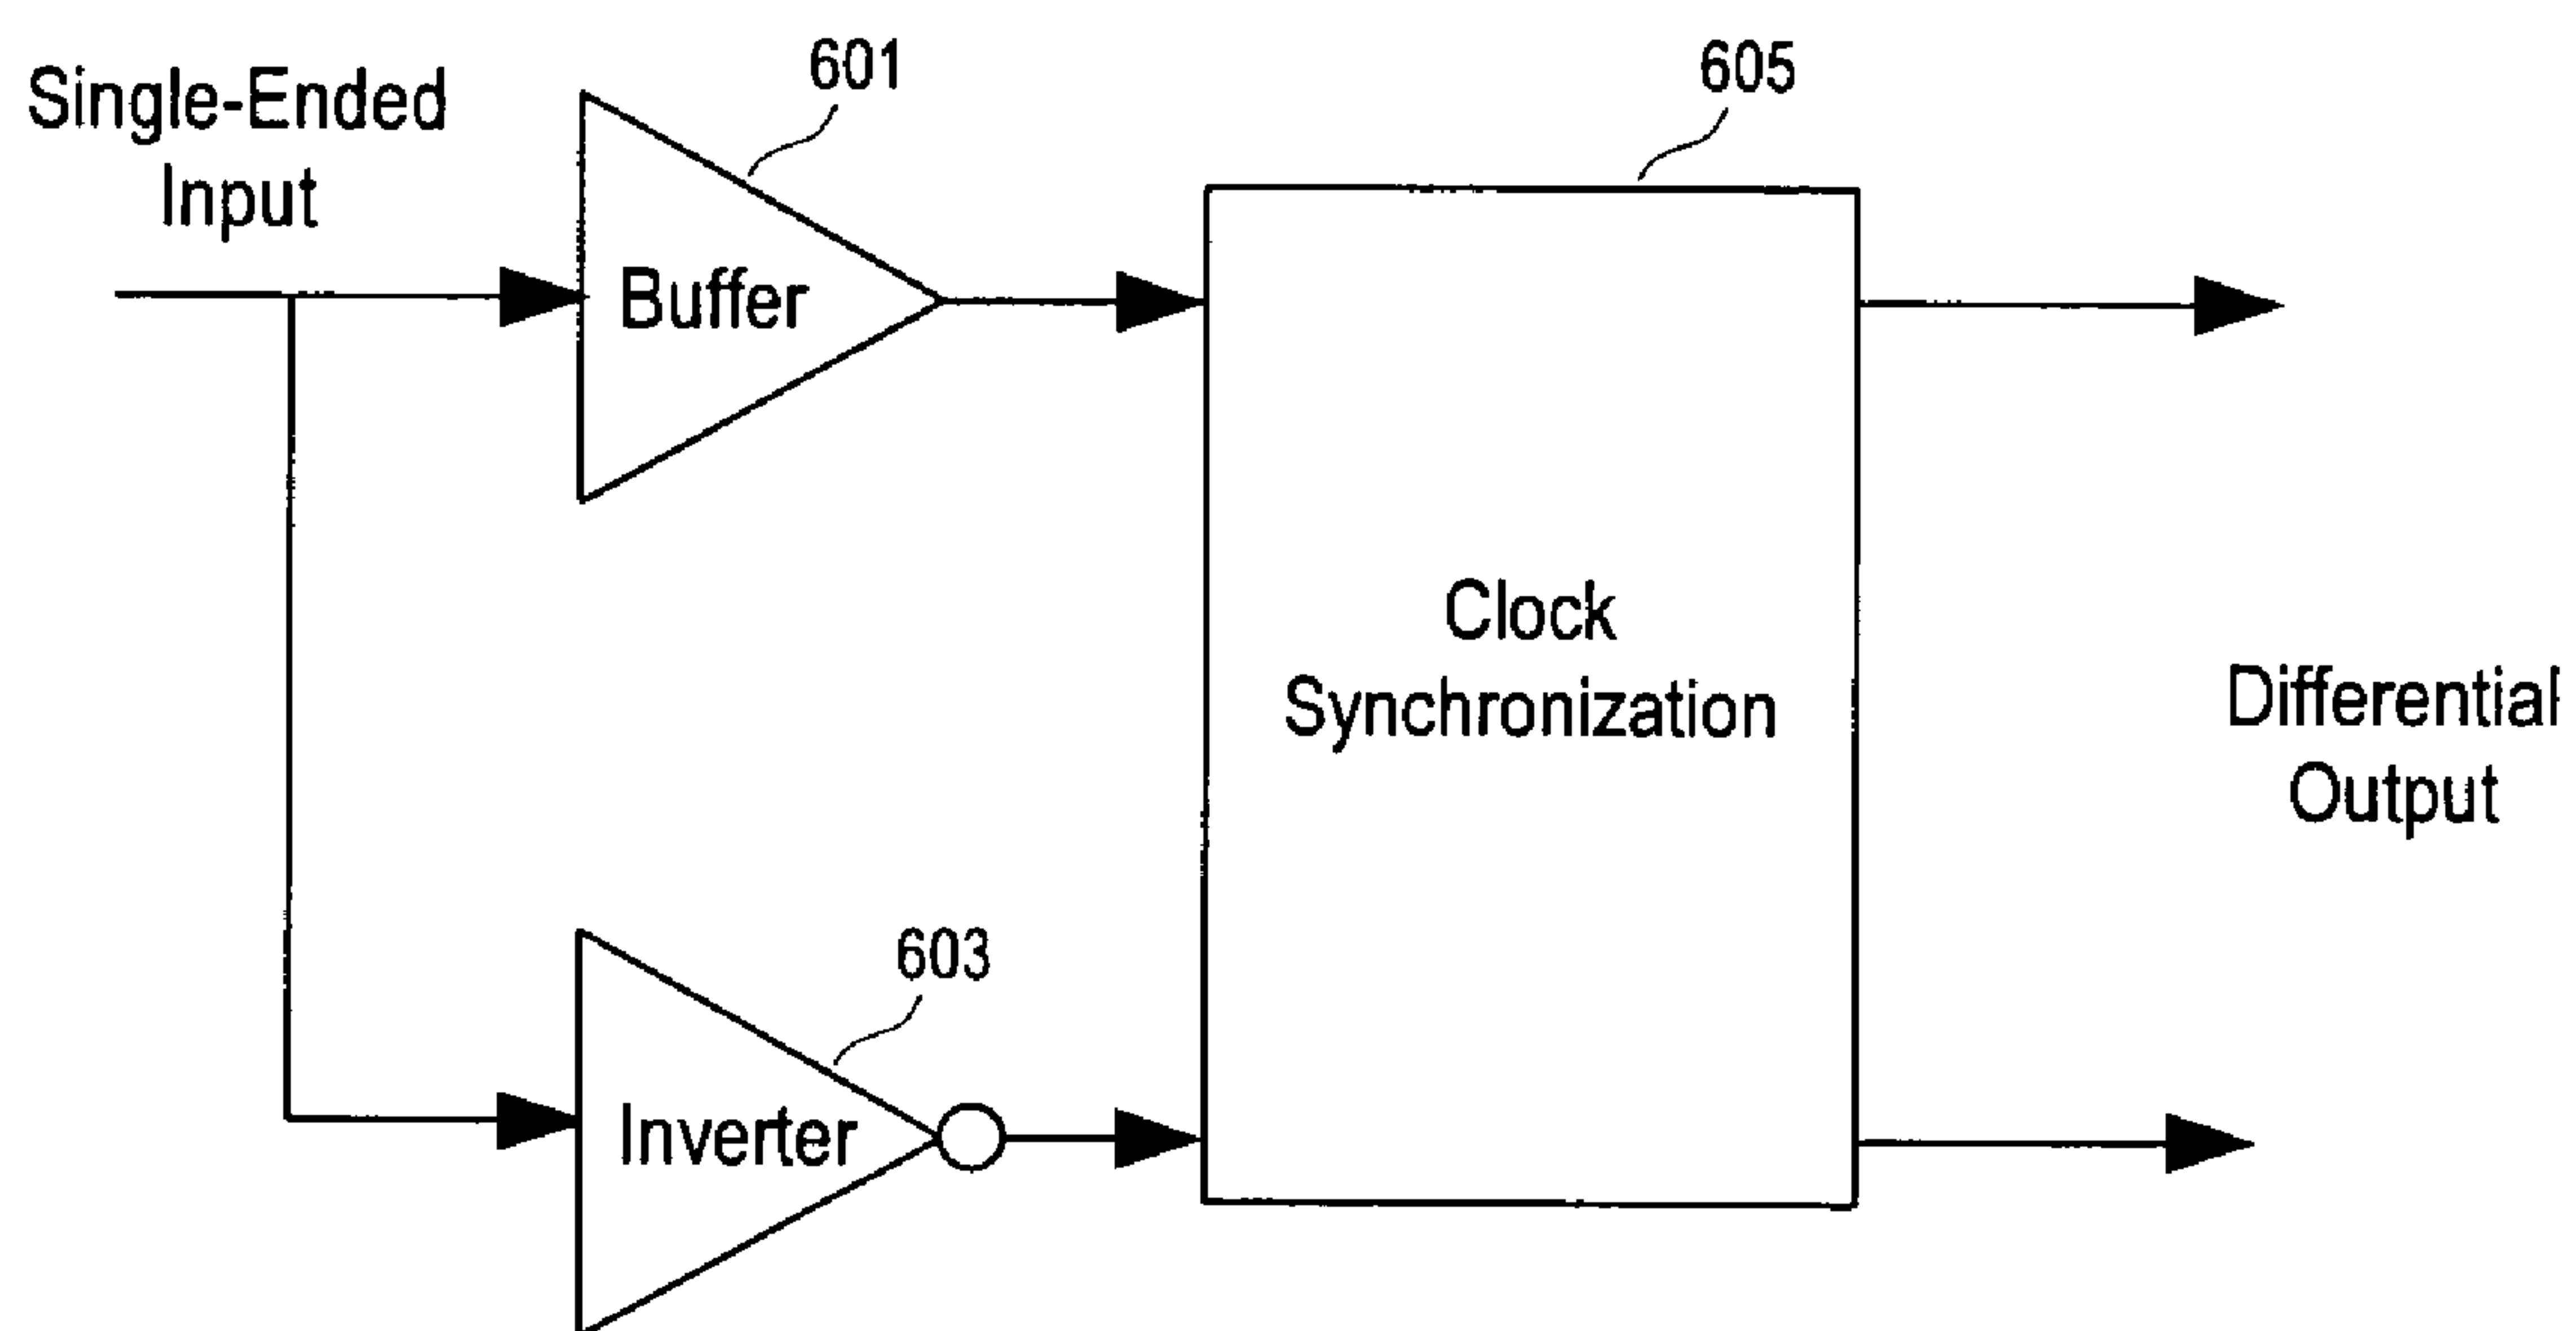 601
605
Single-Ended
Input
Buffer
Clock
Synchronization
Differential
Output
603
Inverter